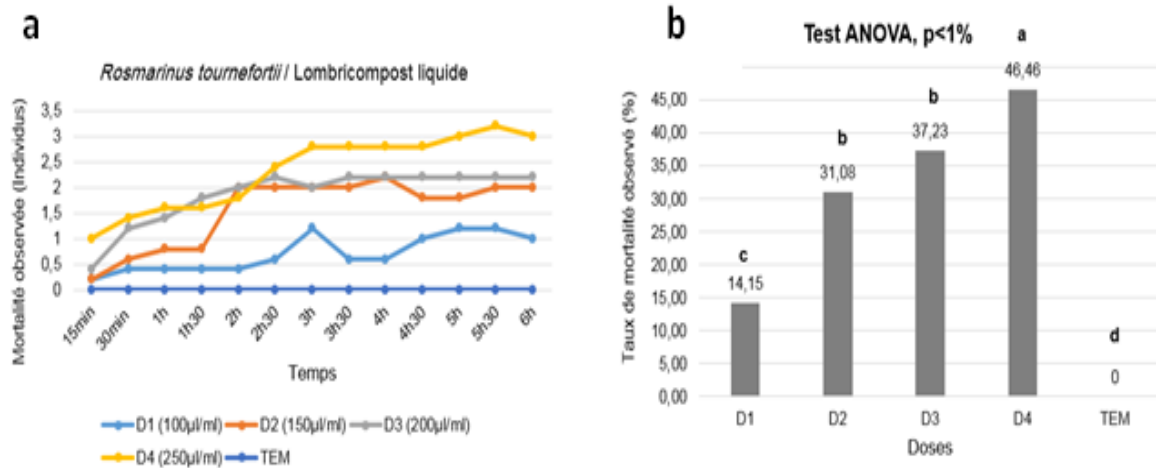 a
Rosmarinus tournefortii / Lombricompost liquide
Mortalité observée (Individus)
3,5
3
2,5
2
1,5
1
0,5
0
15min
30min
1h
1h30
2h
2h30
3h
3h30
4h
4h30
5h
5h30
6h
Temps
D1 (100µl/ml)
D2 (150µl/ml)
D3 (200µl/ml)
D4 (250µl/ml)
TEM
b
Test ANOVA, p<1%
Taux de mortalité observé (%)
45,00
40,00
35,00
30,00
25,00
20,00
15,00
10,00
5,00
0,00
c
14,15
b
31,08
b
37,23
a
46,46
d
0
D1
D2
D3
D4
TEM
Doses